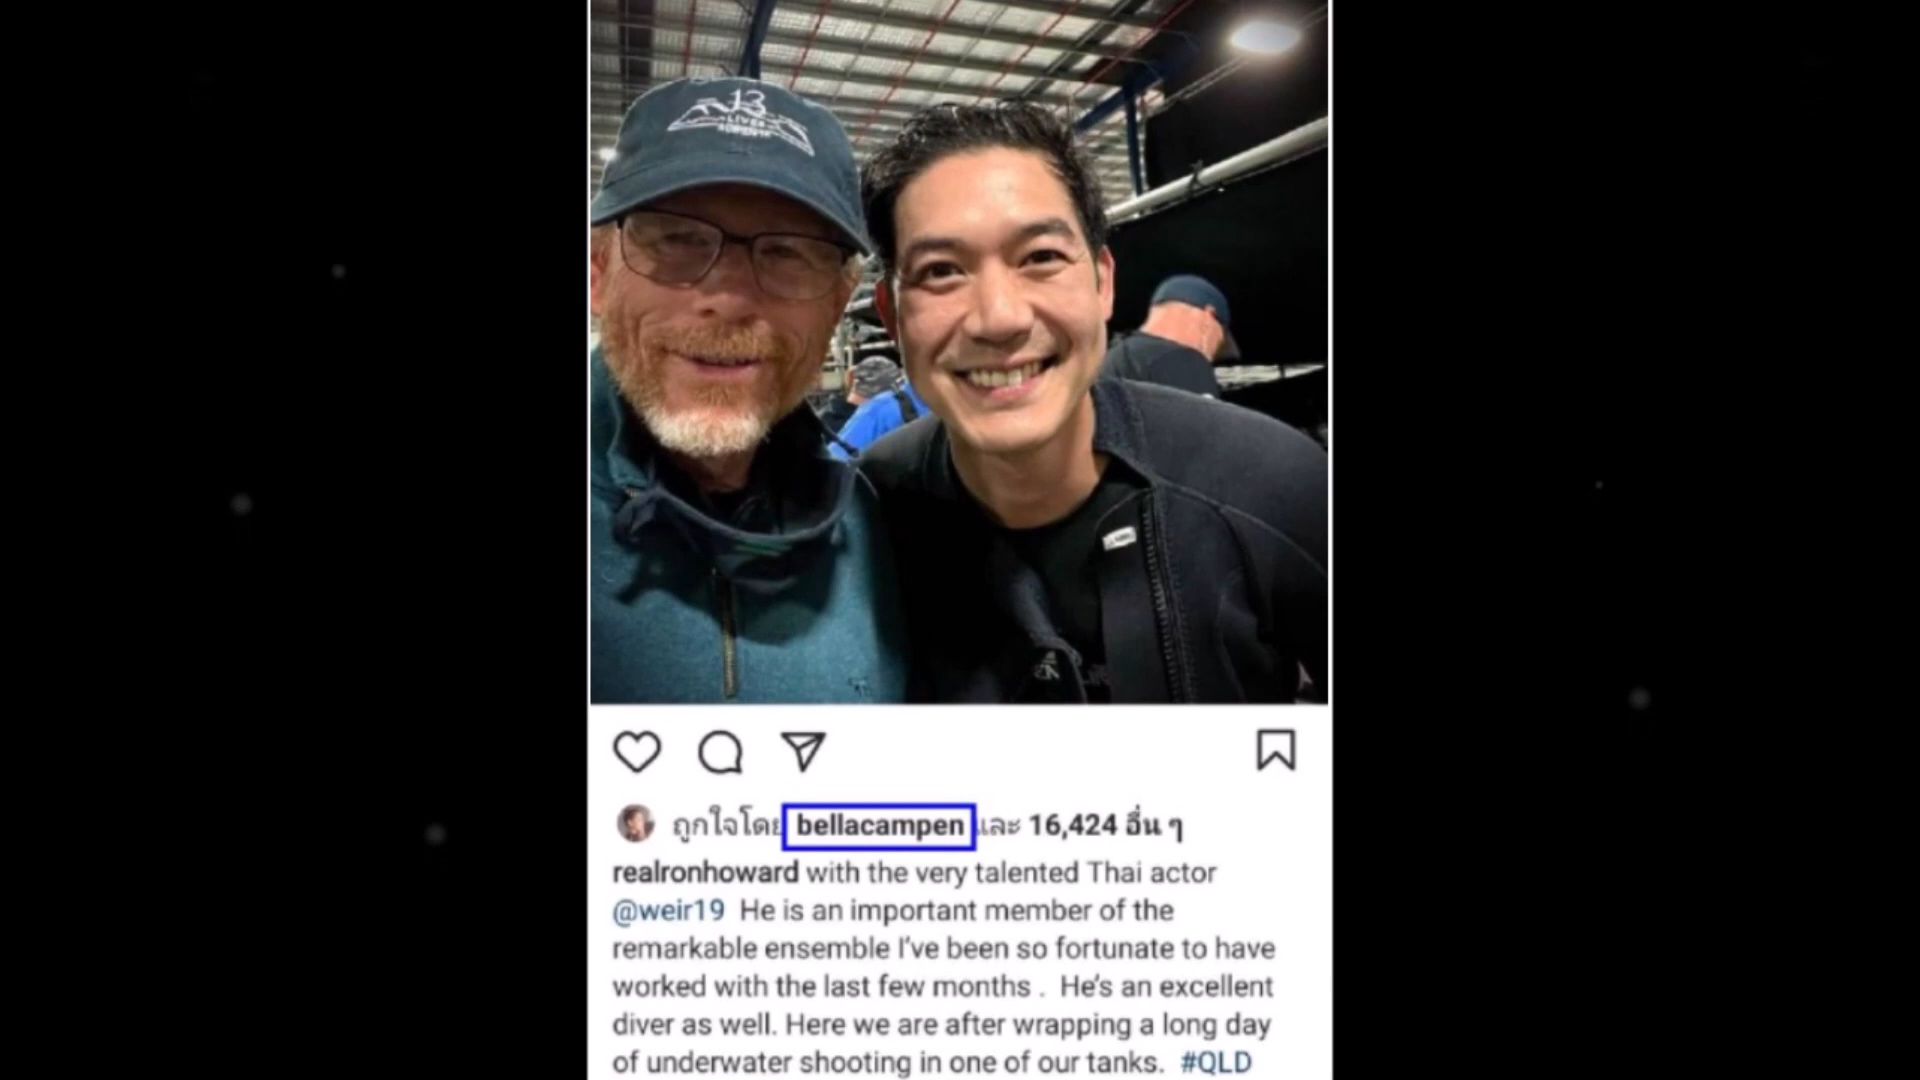 13
LIVES
ถูกใจโดย bellacampen และ 16,424 อื่น ๆ
realronhoward with the very talented Thai actor
@weir19 He is an important member of the
remarkable ensemble I've been so fortunate to have
worked with the last few months . He's an excellent
diver as well. Here we are after wrapping a long day
of underwater shooting in one of our tanks. #QLD